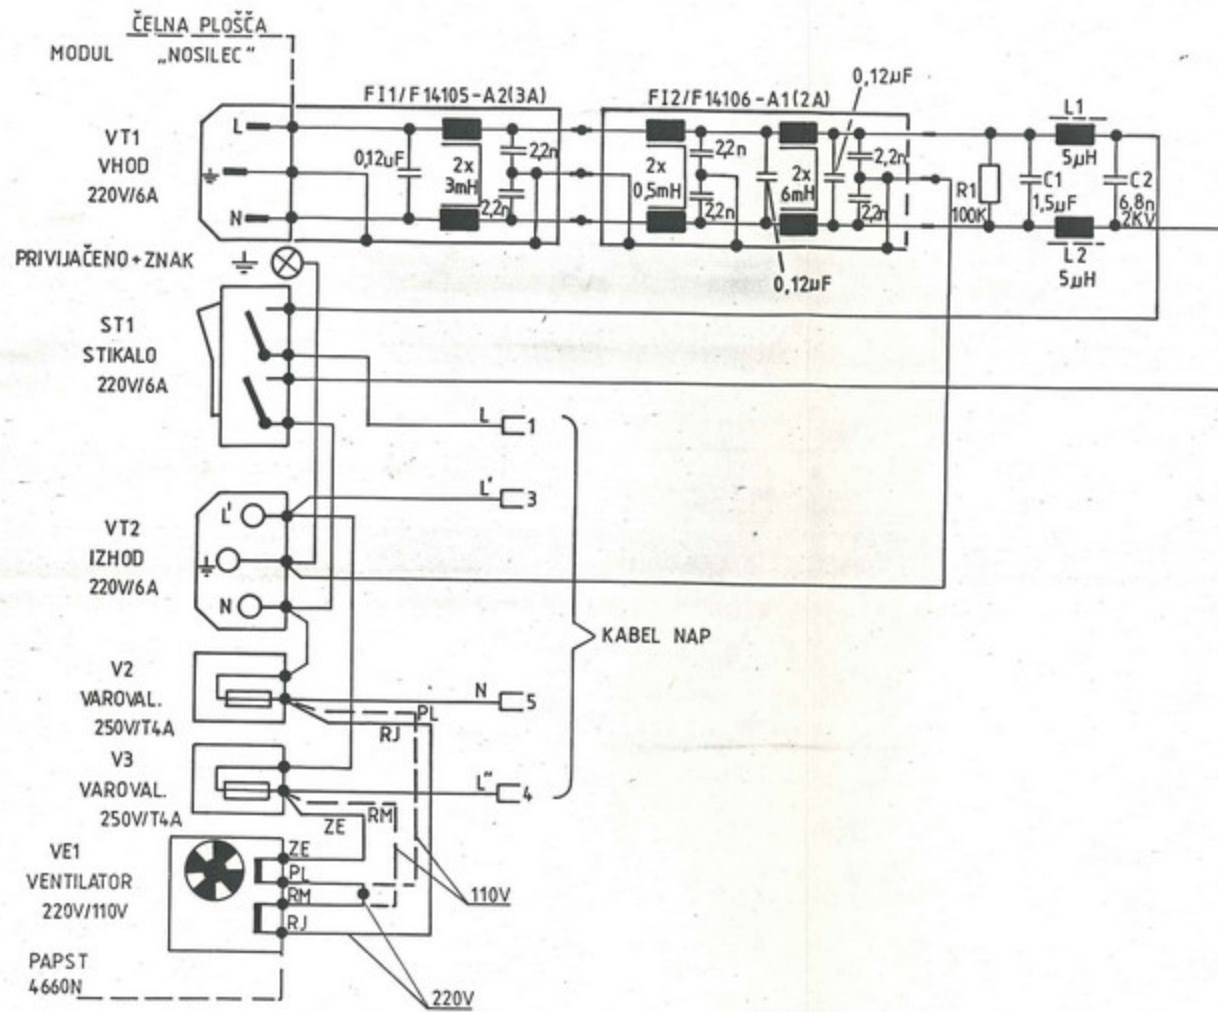 ČELNA PLOŠČA
MODUL „NOSILEC"
FI1/F14105-A2(3A)
FI2/F14106-A1(2A)
0,12µF
L
VT1
VHOD
220V/6A
N
0,12uF
2x
3mH
2,2n
2,2n
2x
0,5mH
2,2n
2,2n
2x
6mH
2,2n
2,2n
0,12µF
R1
100K
C1
1,5µF
L1
5µH
L2
5µH
C2
6,8n
2KV
PRIVIJAČENO + ZNAK
ST1
STIKALO
220V/6A
L
1
L'
3
VT2
IZHOD
220V/6A
L'
N
KABEL NAP
V2
VAROVAL.
250V/T4A
N
5
PL
RJ
V3
VAROVAL.
250V/T4A
L"
4
RM
ZE
VE1
VENTILATOR
220V/110V
ZE
PL
RM
RJ
110V
220V
PAPST
4660N